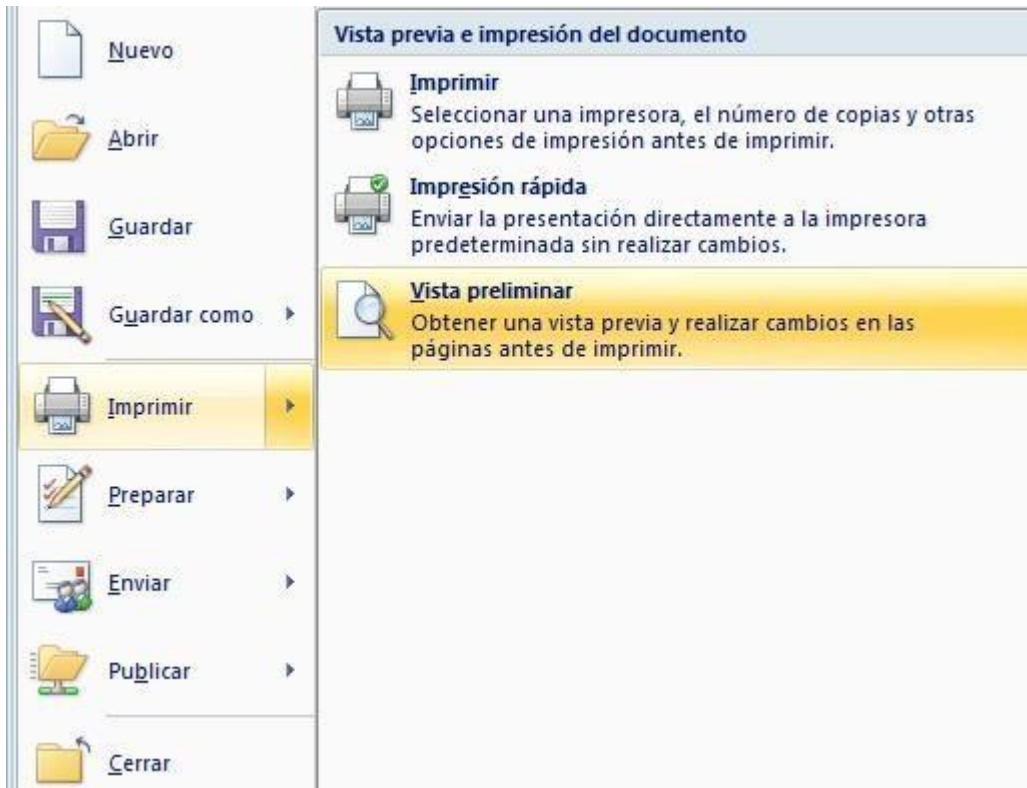 Nuevo
Abrir
Guardar
Guardar como
Imprimir
Preparar
Enviar
Publicar
Cerrar
Vista previa e impresión del documento
Imprimir
Seleccionar una impresora, el número de copias y otras
opciones de impresión antes de imprimir.
Impresión rápida
Enviar la presentación directamente a la impresora
predeterminada sin realizar cambios.
Vista preliminar
Obtener una vista previa y realizar cambios en las
páginas antes de imprimir.